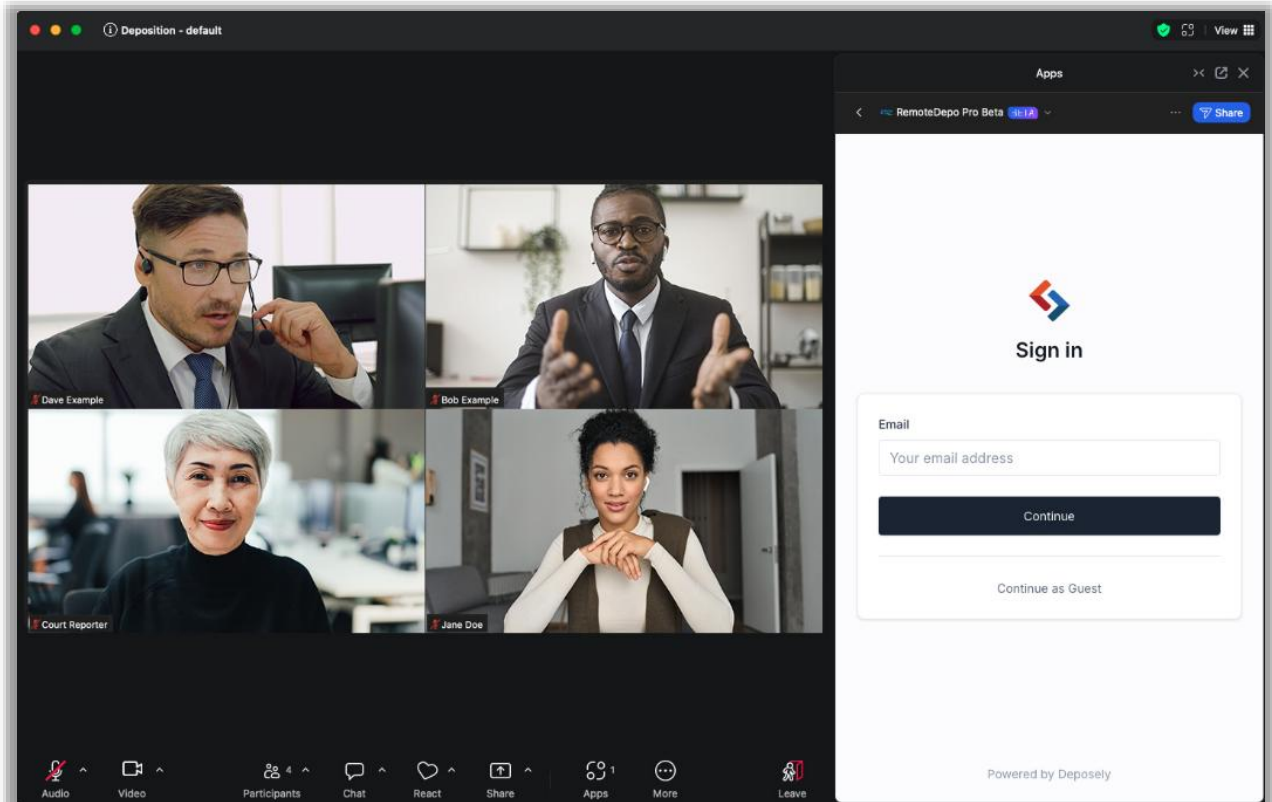 Deposition - default
View
Apps
RemoteDepo Pro Beta BETA
Share
Dave Example
Bob Example
Court Reporter
Jane Doe
Sign in
Email
Your email address
Continue
Continue as Guest
Powered by Deposely
4
1
Audio Video Participants Chat React Share Apps More Leave